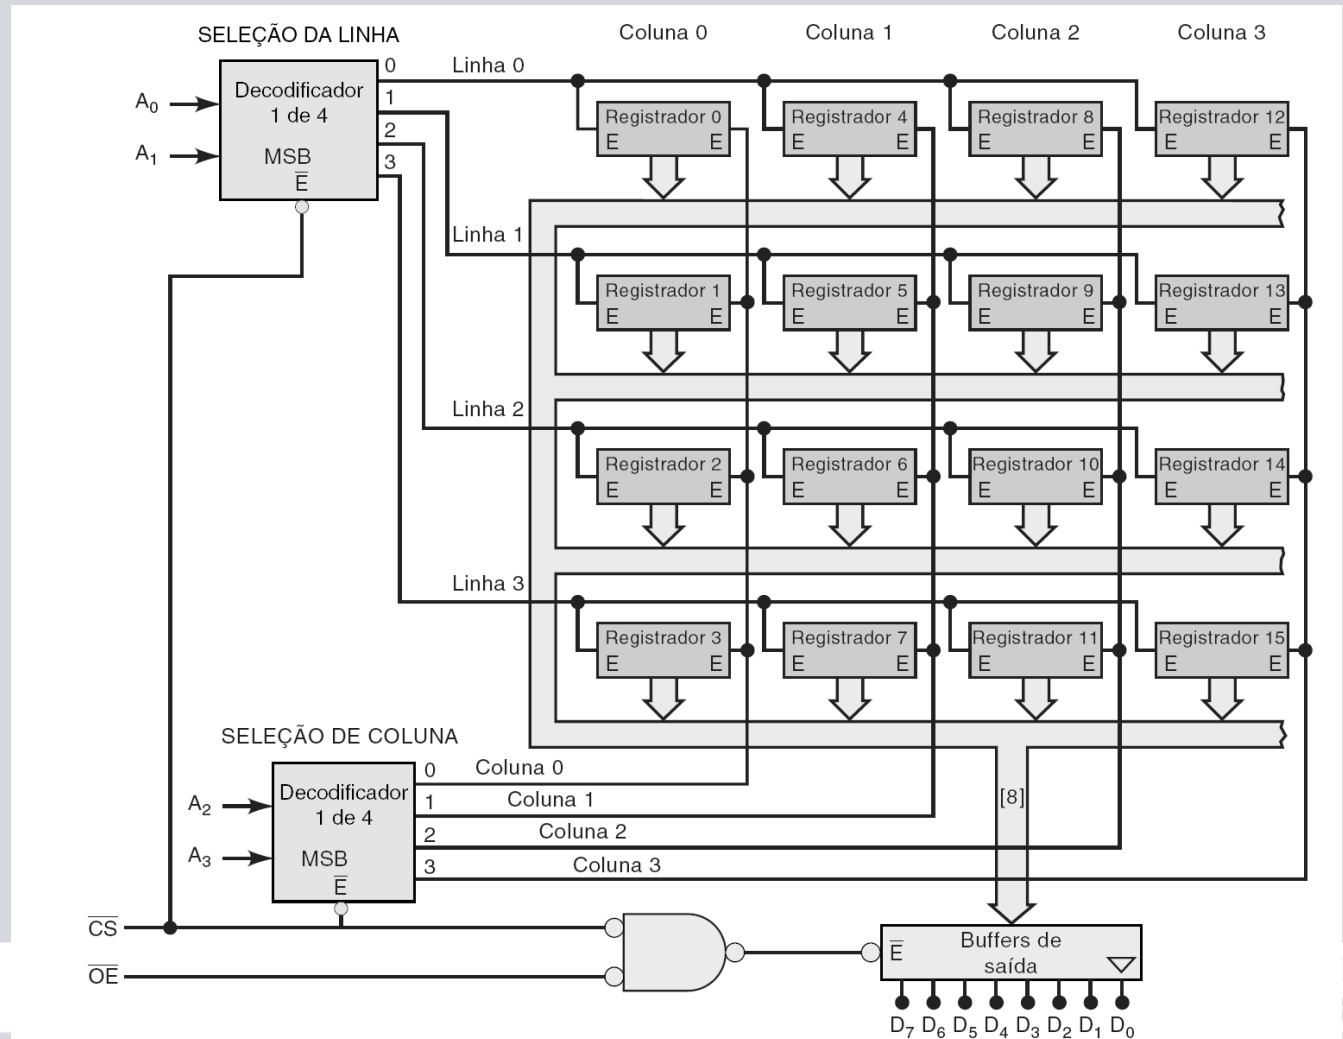 SELEÇÃO DA LINHA
Coluna 0
Coluna 1
Coluna 2
Coluna 3
A0
A1
Decodificador
1 de 4
MSB
E̅
0
1
2
3
Linha 0
Registrador 0
E E
Registrador 4
E E
Registrador 8
E E
Registrador 12
E E
Linha 1
Registrador 1
E E
Registrador 5
E E
Registrador 9
E E
Registrador 13
E E
Linha 2
Registrador 2
E E
Registrador 6
E E
Registrador 10
E E
Registrador 14
E E
Linha 3
Registrador 3
E E
Registrador 7
E E
Registrador 11
E E
Registrador 15
E E
SELEÇÃO DE COLUNA
A2
A3
Decodificador
1 de 4
MSB
E̅
0
1
2
3
Coluna 0
Coluna 1
Coluna 2
Coluna 3
[8]
C̅S̅
O̅E̅
E̅
Buffers de
saída
D7 D6 D5 D4 D3 D2 D1 D0